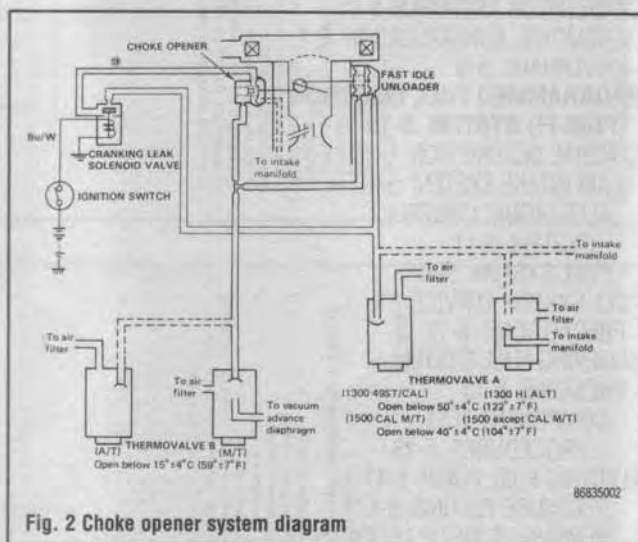 CHOKE OPENER
FAST IDLE
UNLOADER
Bu/W
CRANKING LEAK
SOLENOID VALVE
To intake
manifold
IGNITION SWITCH
To intake
manifold
To air
filter
To air
filter
To intake
manifold
To air
filter
To air
filter
To vacuum
advance
diaphragm
THERMOVALVE A
(1300 49ST/CAL) (1300 HI ALT)
Open below 50°±4°C (122°±7°F)
(1500 CAL M/T) (1500 except CAL M/T)
Open below 40°±4°C (104°±7°F)
(A/T) THERMOVALVE B (M/T)
Open below 15°±4°C (59°±7°F)
86835002
Fig. 2 Choke opener system diagram